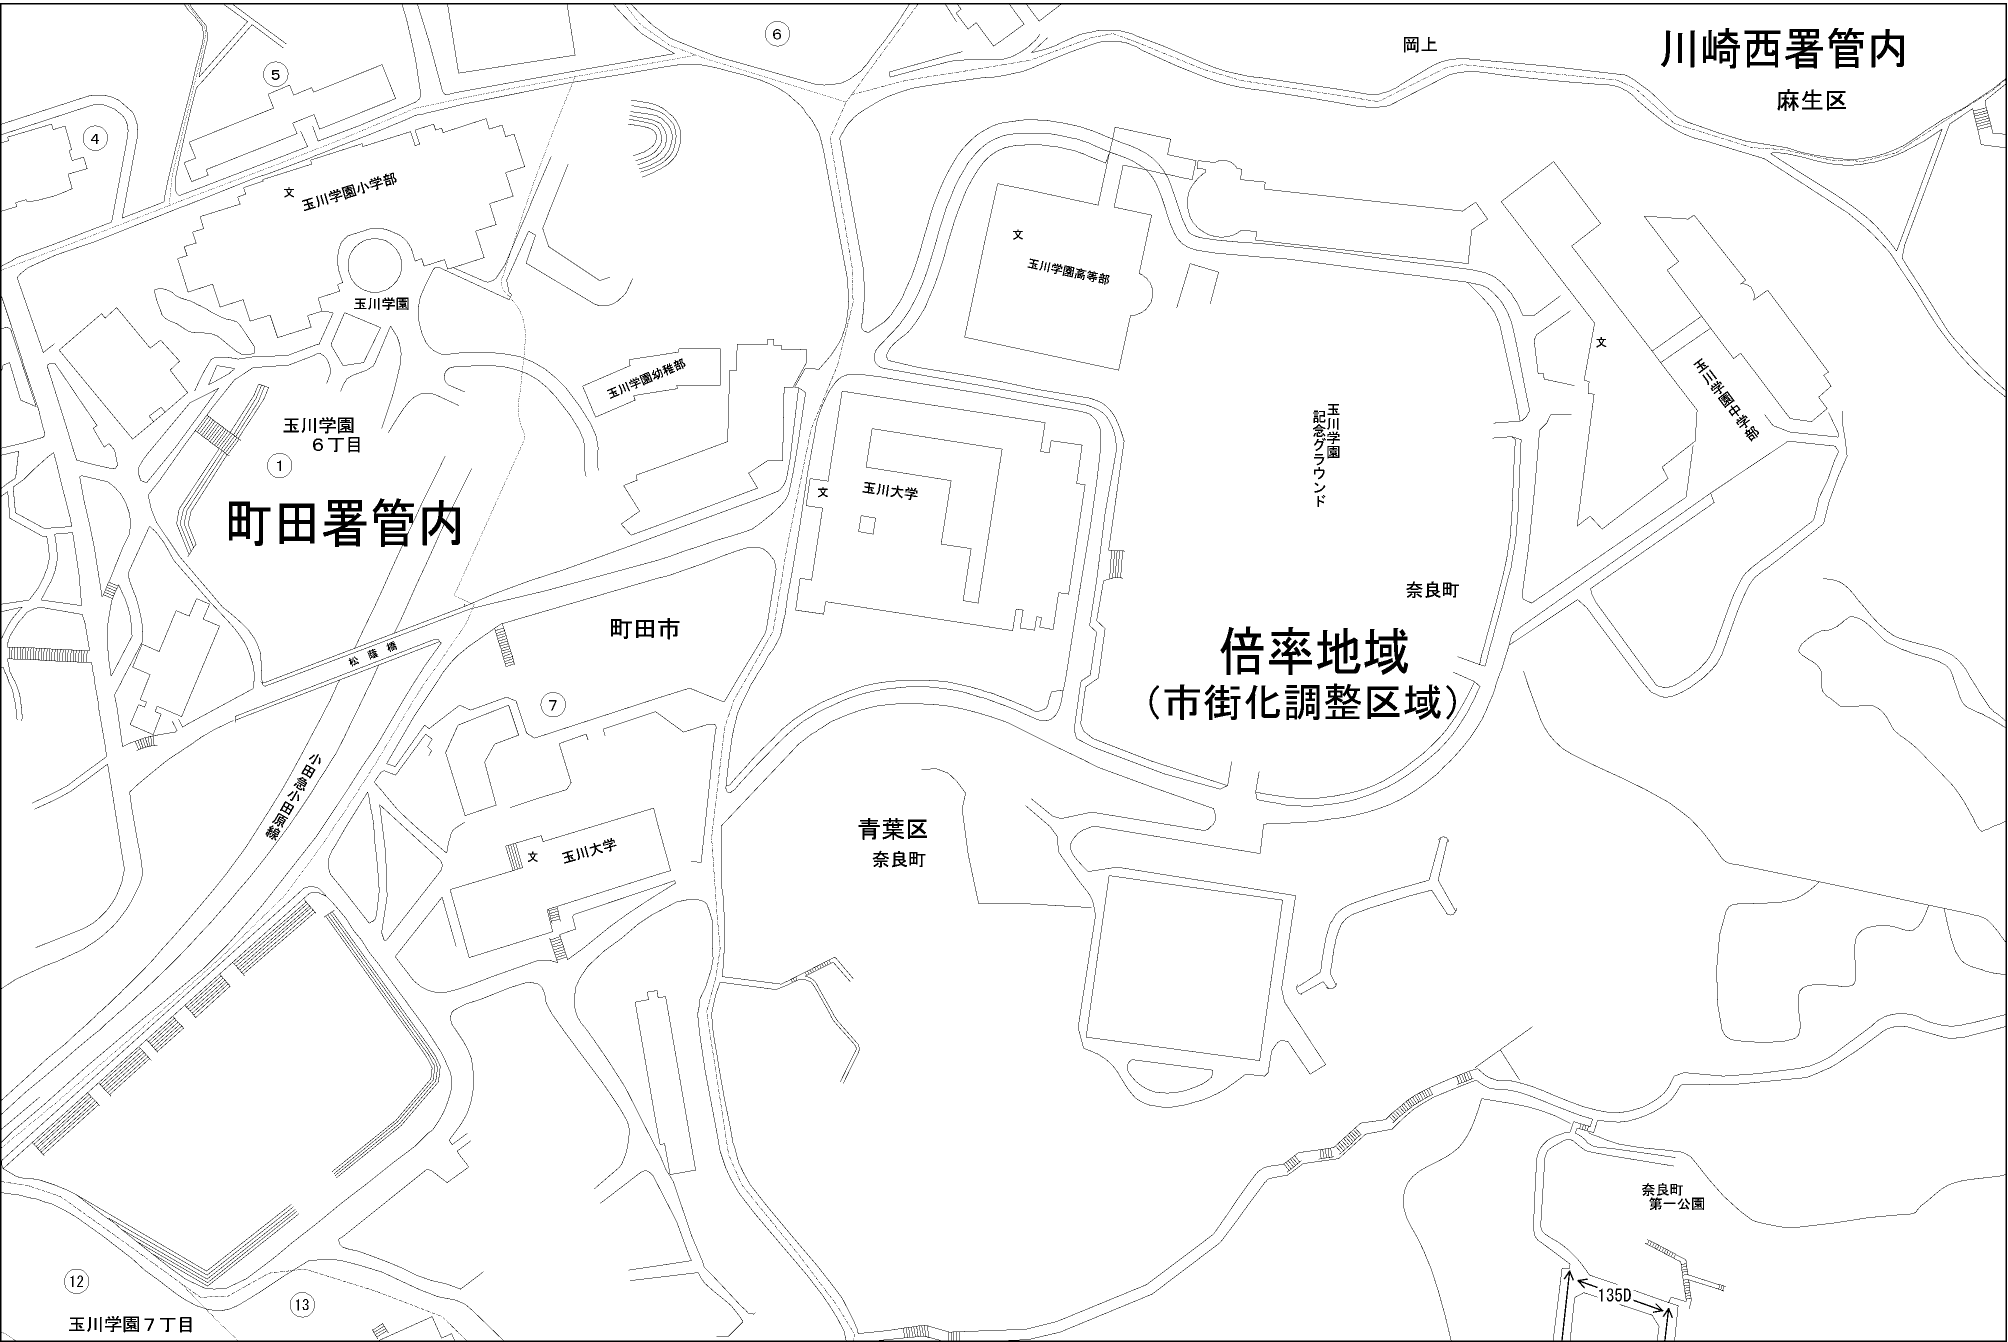 ⑥
岡上
川崎西署管内
麻生区
⑤
④
文
玉川学園小学部
文
玉川学園高等部
玉川学園
文
玉川学園中学部
玉川学園幼稚部
玉川学園
６丁目
①
玉川学園
記念グラウンド
町田署管内
文
玉川大学
奈良町
町田市
松蔭橋
倍率地域
（市街化調整区域）
⑦
小田急小田原線
青葉区
奈良町
文
玉川大学
奈良町
第一公園
⑫
⑬
135D
玉川学園７丁目